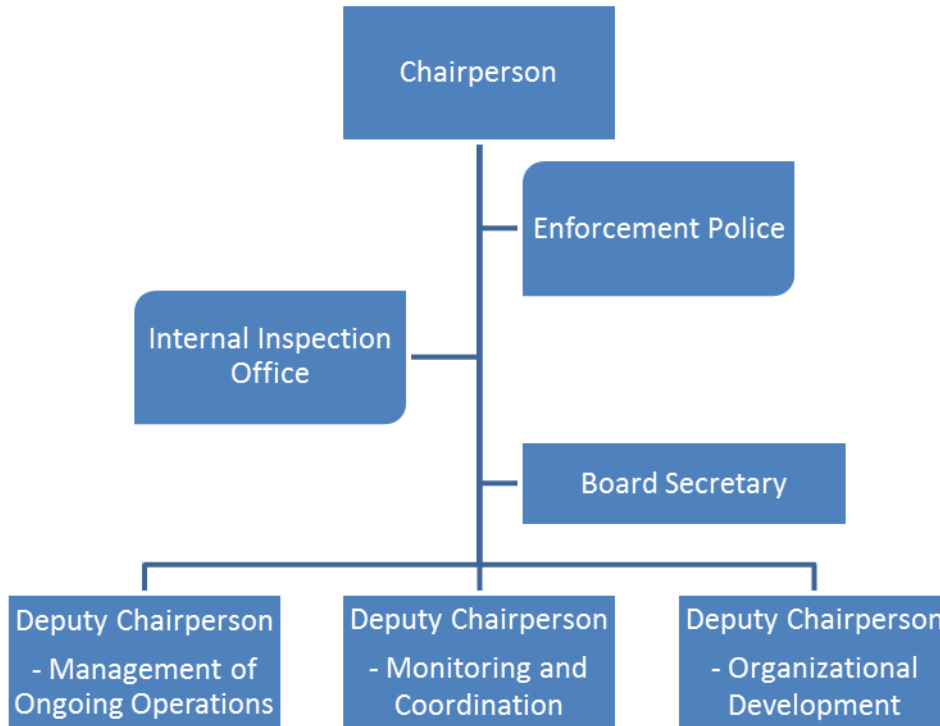 Chairperson
Enforcement Police
Internal Inspection
Office
Board Secretary
Deputy Chairperson
- Management of
Ongoing Operations
Deputy Chairperson
- Monitoring and
Coordination
Deputy Chairperson
- Organizational
Development